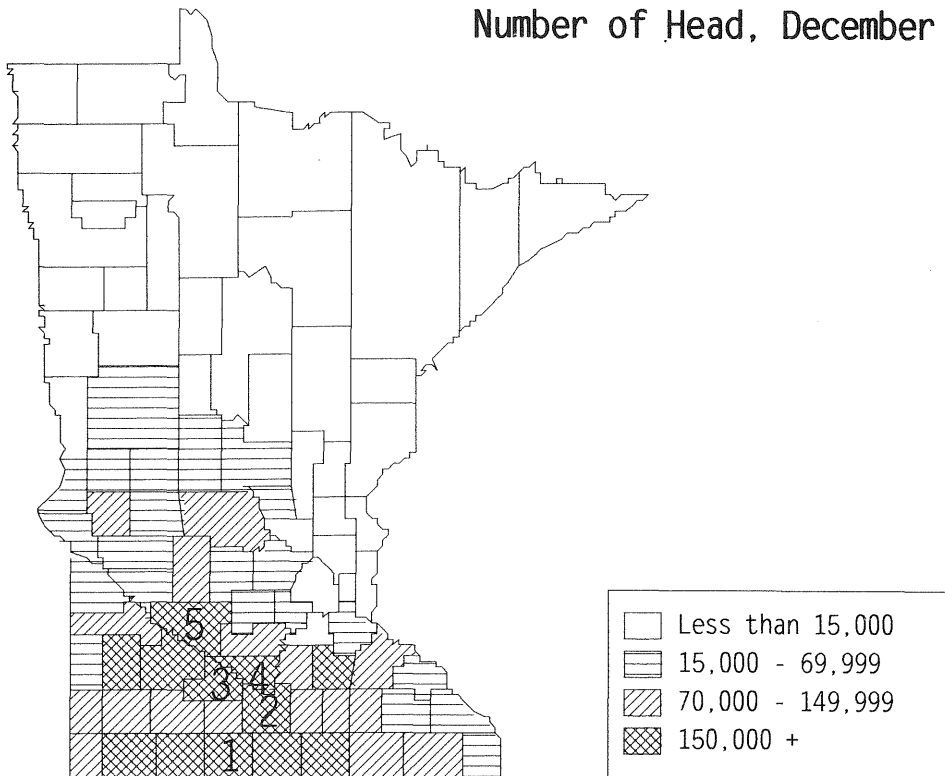 Number of Head, December
5
3 4
2
1
Less than 15,000
15,000 - 69,999
70,000 - 149,999
150,000 +